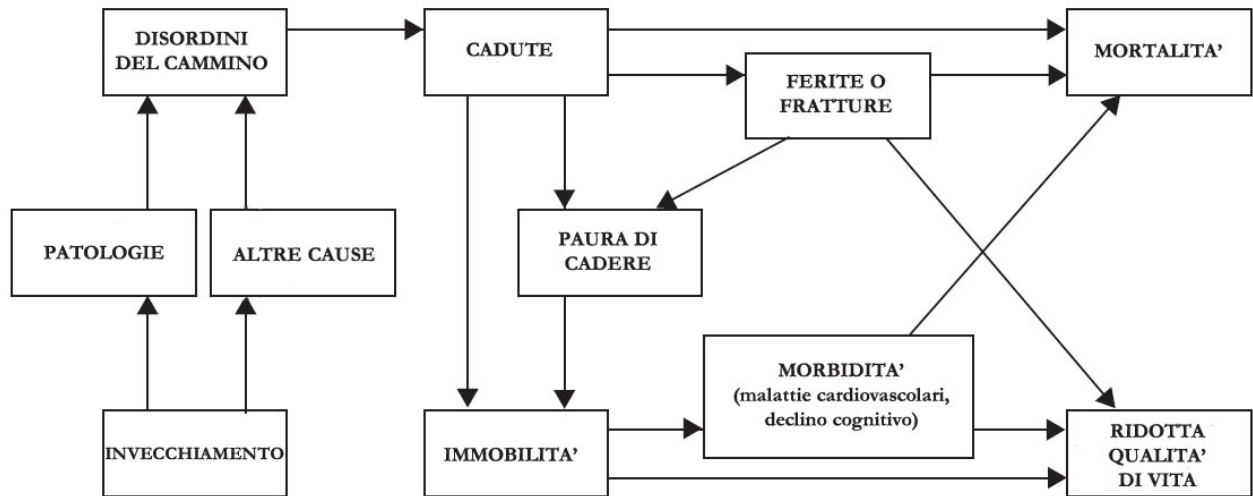 DISORDINI
DEL CAMMINO
CADUTE
MORTALITA'
FERITE O
FRATTURE
PATOLOGIE
ALTRE CAUSE
PAURA DI
CADERE
MORBIDITA'
(malattie cardiovascolari,
declino cognitivo)
INVECCHIAMENTO
IMMOBILITA'
RIDOTTA
QUALITA'
DI VITA